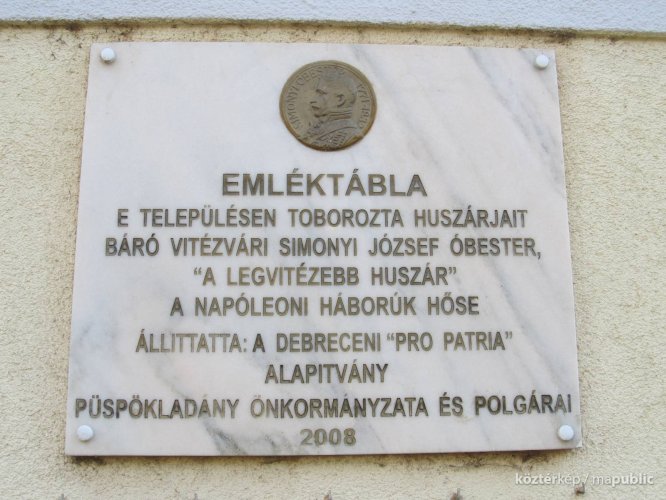 EMLÉKTÁBLA
E TELEPÜLÉSEN TOBOROZTA HUSZÁRJAIT
BÁRÓ VITÉZVÁRI SIMONYI JÓZSEF ÓBESTER,
"A LEGVITÉZEBB HUSZÁR"
A NAPÓLEONI HÁBORÚK HŐSE
ÁLLITTATTA: A DEBRECENI "PRO PATRIA"
ALAPITVÁNY
PÜSPÖKLADÁNY ÖNKORMÁNYZATA ÉS POLGÁRAI
2008
köztérkép / mapublic